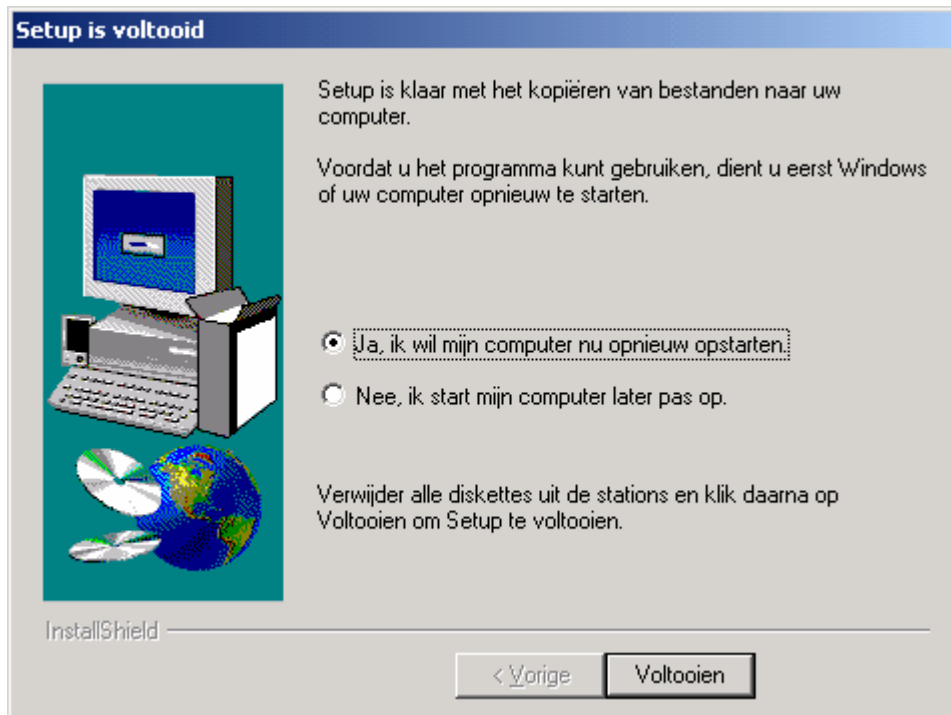 Setup is voltooid
Setup is klaar met het kopiëren van bestanden naar uw
computer.
Voordat u het programma kunt gebruiken, dient u eerst Windows
of uw computer opnieuw te starten.
Ja, ik wil mijn computer nu opnieuw opstarten.
Nee, ik start mijn computer later pas op.
Verwijder alle diskettes uit de stations en klik daarna op
Voltooien om Setup te voltooien.
InstallShield
< Vorige
Voltooien